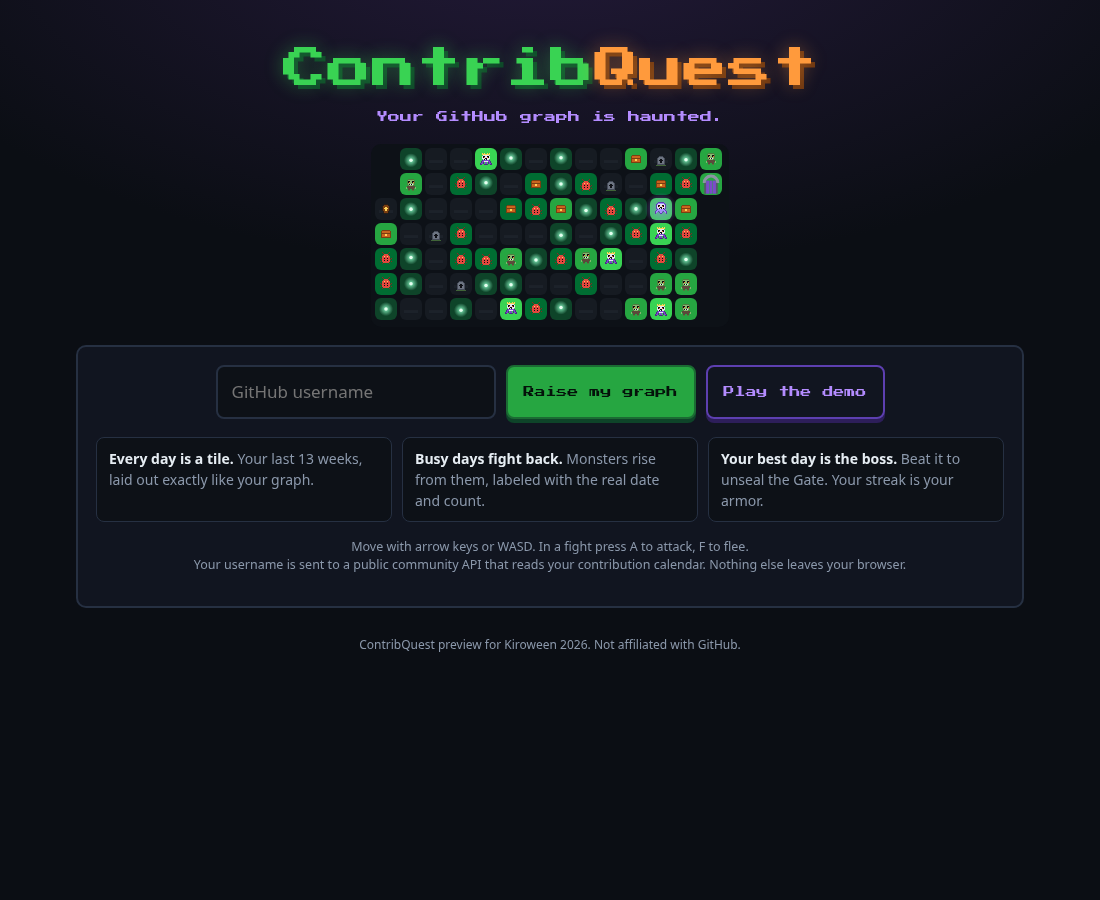 ContribQuest
Your GitHub graph is haunted.
GitHub username
Raise my graph
Play the demo
Every day is a tile. Your last 13 weeks,
laid out exactly like your graph.
Busy days fight back. Monsters rise
from them, labeled with the real date
and count.
Your best day is the boss. Beat it to
unseal the Gate. Your streak is your
armor.
Move with arrow keys or WASD. In a fight press A to attack, F to flee.
Your username is sent to a public community API that reads your contribution calendar. Nothing else leaves your browser.
ContribQuest preview for Kiroween 2026. Not affiliated with GitHub.